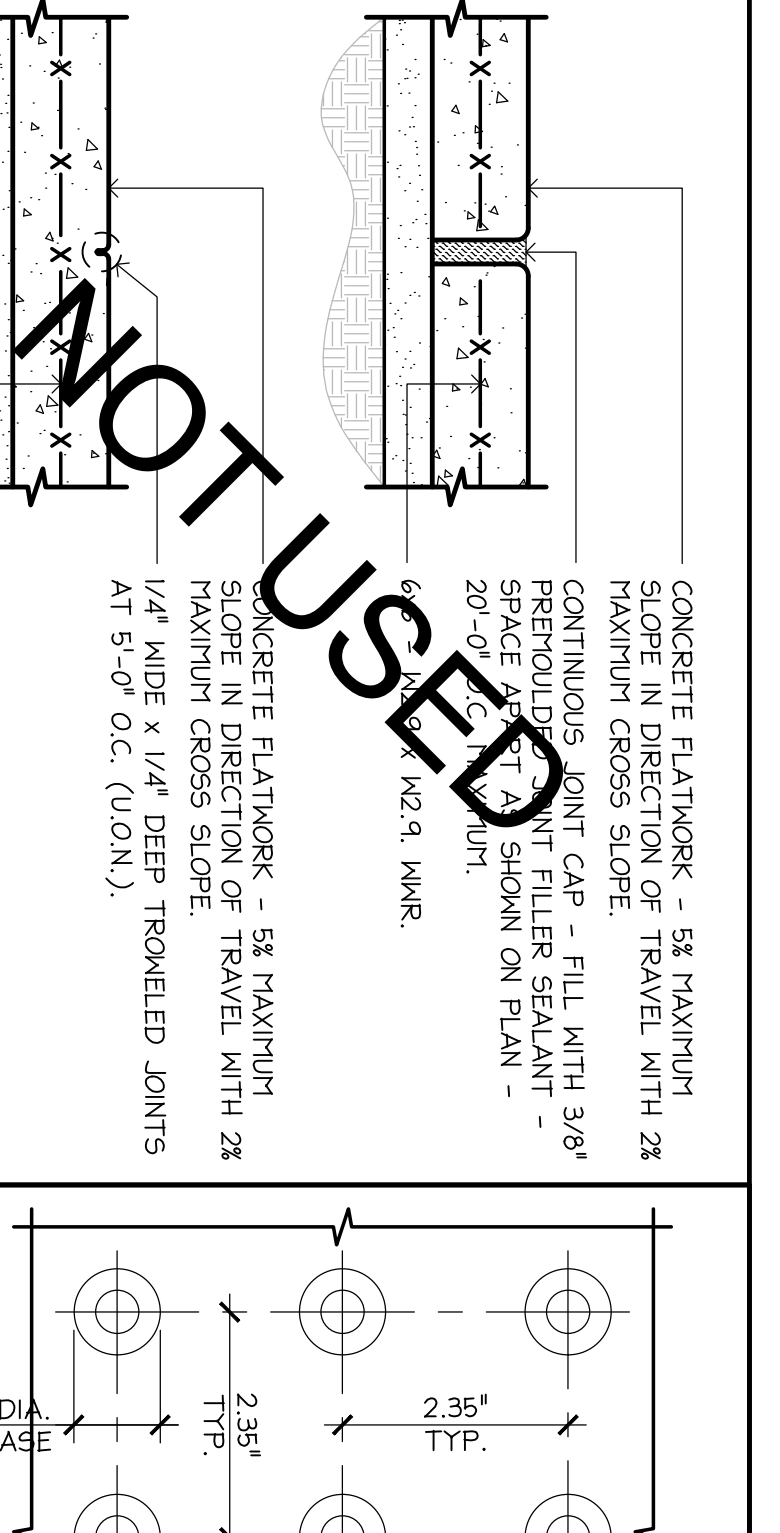 CONCRETE FLATWORK - 5% MAXIMUM
SLOPE IN DIRECTION OF TRAVEL WITH 2%
MAXIMUM CROSS SLOPE.
CONTINUOUS JOINT CAP - FILL WITH 3/8"
PREMOULDED JOINT FILLER SEALANT -
SPACE APART AS SHOWN ON PLAN -
20'-0" O.C. MAXIMUM.
6x6 - W2.9 x W2.9. WWR.
CONCRETE FLATWORK - 5% MAXIMUM
SLOPE IN DIRECTION OF TRAVEL WITH 2%
MAXIMUM CROSS SLOPE.
1/4" WIDE x 1/4" DEEP TROWELED JOINTS
AT 5'-0" O.C. (U.O.N.).
NOT USED
2.35"
TYP.
2.35"
TYP.
DIA.
ASE